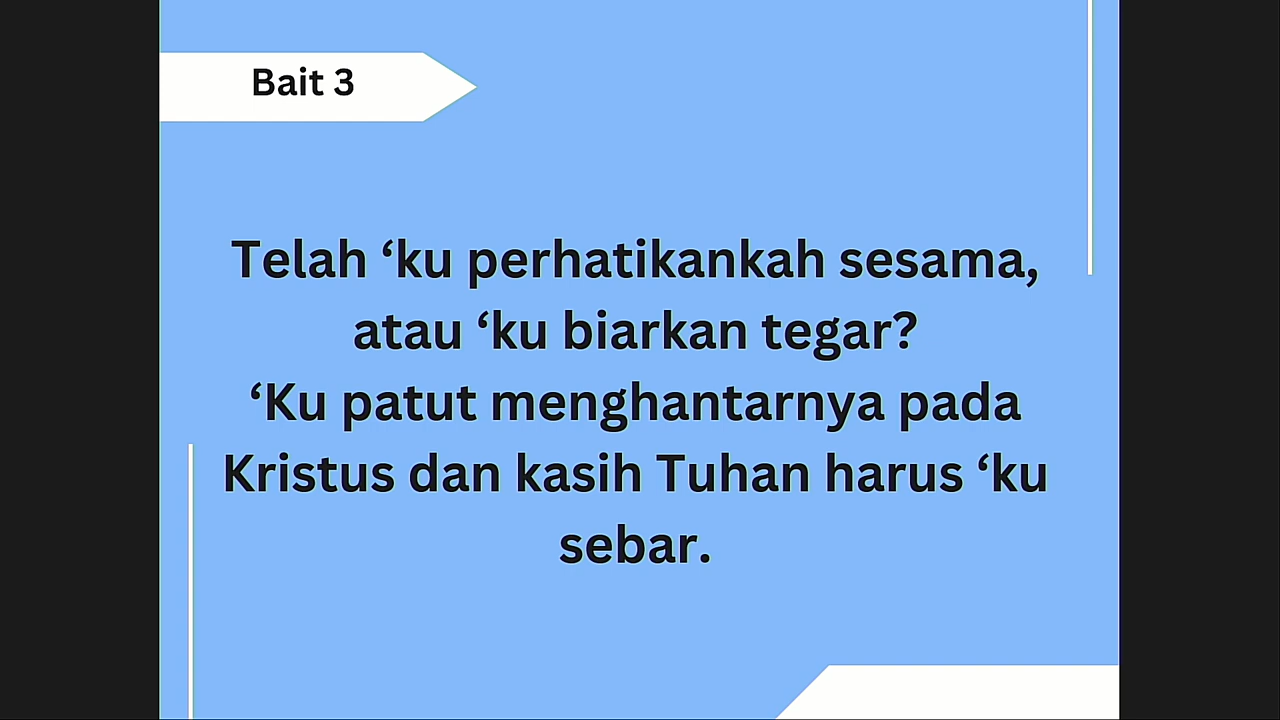 Bait 3
Telah ‘ku perhatikankah sesama,
atau ‘ku biarkan tegar?
‘Ku patut menghantarnya pada
Kristus dan kasih Tuhan harus ‘ku
sebar.